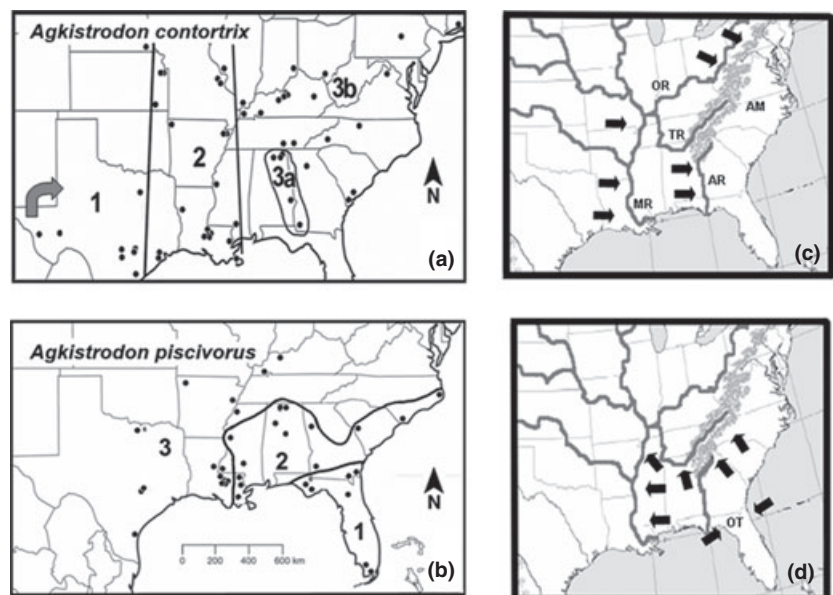 Agkistrodon contortrix
1
2
3a
3b
N
(a)
OR
TR
AM
AR
MR
(c)
Agkistrodon piscivorus
3
2
1
N
0 200 400 600 km
(b)
OT
(d)